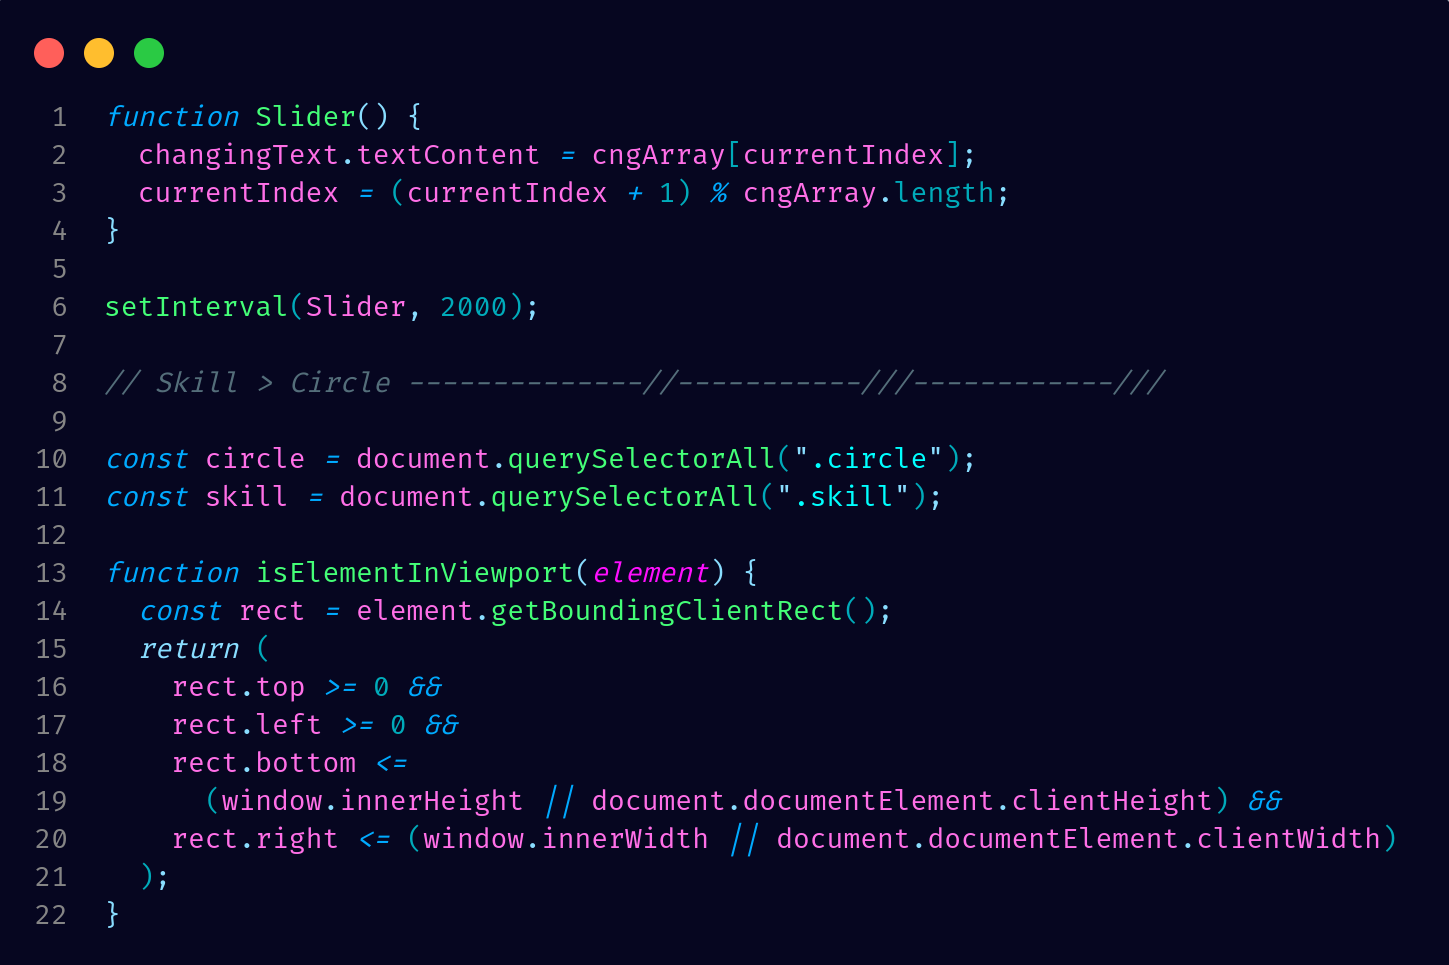 1 function Slider() {
2 changingText.textContent = cngArray[currentIndex];
3 currentIndex = (currentIndex + 1) % cngArray.length;
4 }
5
6 setInterval(Slider, 2000);
7
8 // Skill > Circle --------------//-----------///------------///
9
10 const circle = document.querySelectorAll(".circle");
11 const skill = document.querySelectorAll(".skill");
12
13 function isElementInViewport(element) {
14 const rect = element.getBoundingClientRect();
15 return (
16 rect.top >= 0 &&
17 rect.left >= 0 &&
18 rect.bottom <=
19 (window.innerHeight || document.documentElement.clientHeight) &&
20 rect.right <= (window.innerWidth || document.documentElement.clientWidth)
21 );
22 }